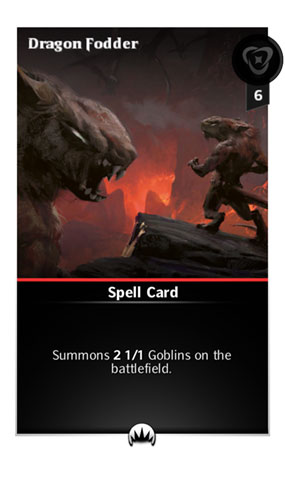 Dragon Fodder
6
Spell Card
Summons 2 1/1 Goblins on the
battlefield.